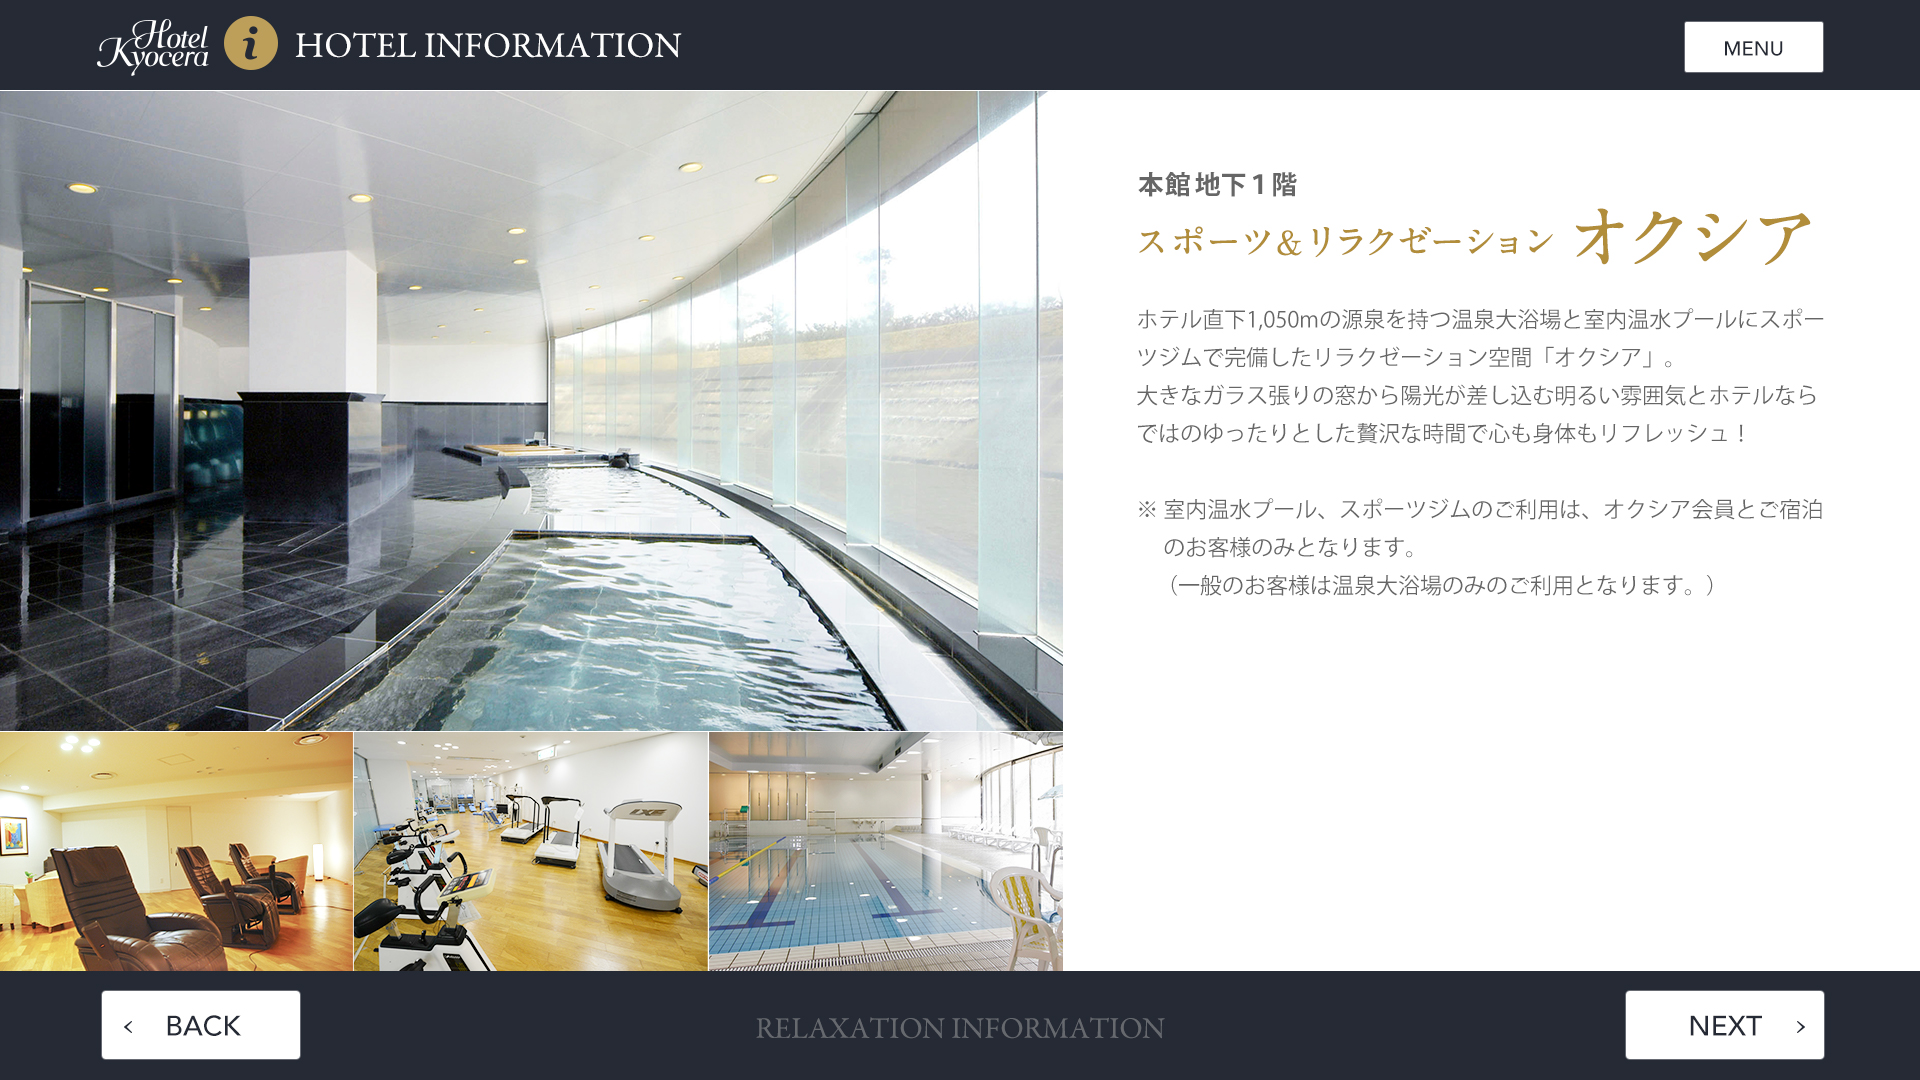 Hotel Kyocera
i
HOTEL INFORMATION
MENU
本館 地下1階
スポーツ&リラクゼーション オクシア
ホテル直下1,050mの源泉を持つ温泉大浴場と室内温水プールにスポー
ツジムで完備したリラクゼーション空間「オクシア」。
大きなガラス張りの窓から陽光が差し込む明るい雰囲気とホテルなら
ではのゆったりとした贅沢な時間で心も身体もリフレッシュ！
※ 室内温水プール、スポーツジムのご利用は、オクシア会員とご宿泊
のお客様のみとなります。
（一般のお客様は温泉大浴場のみのご利用となります。）
LXE
< BACK
RELAXATION INFORMATION
NEXT >